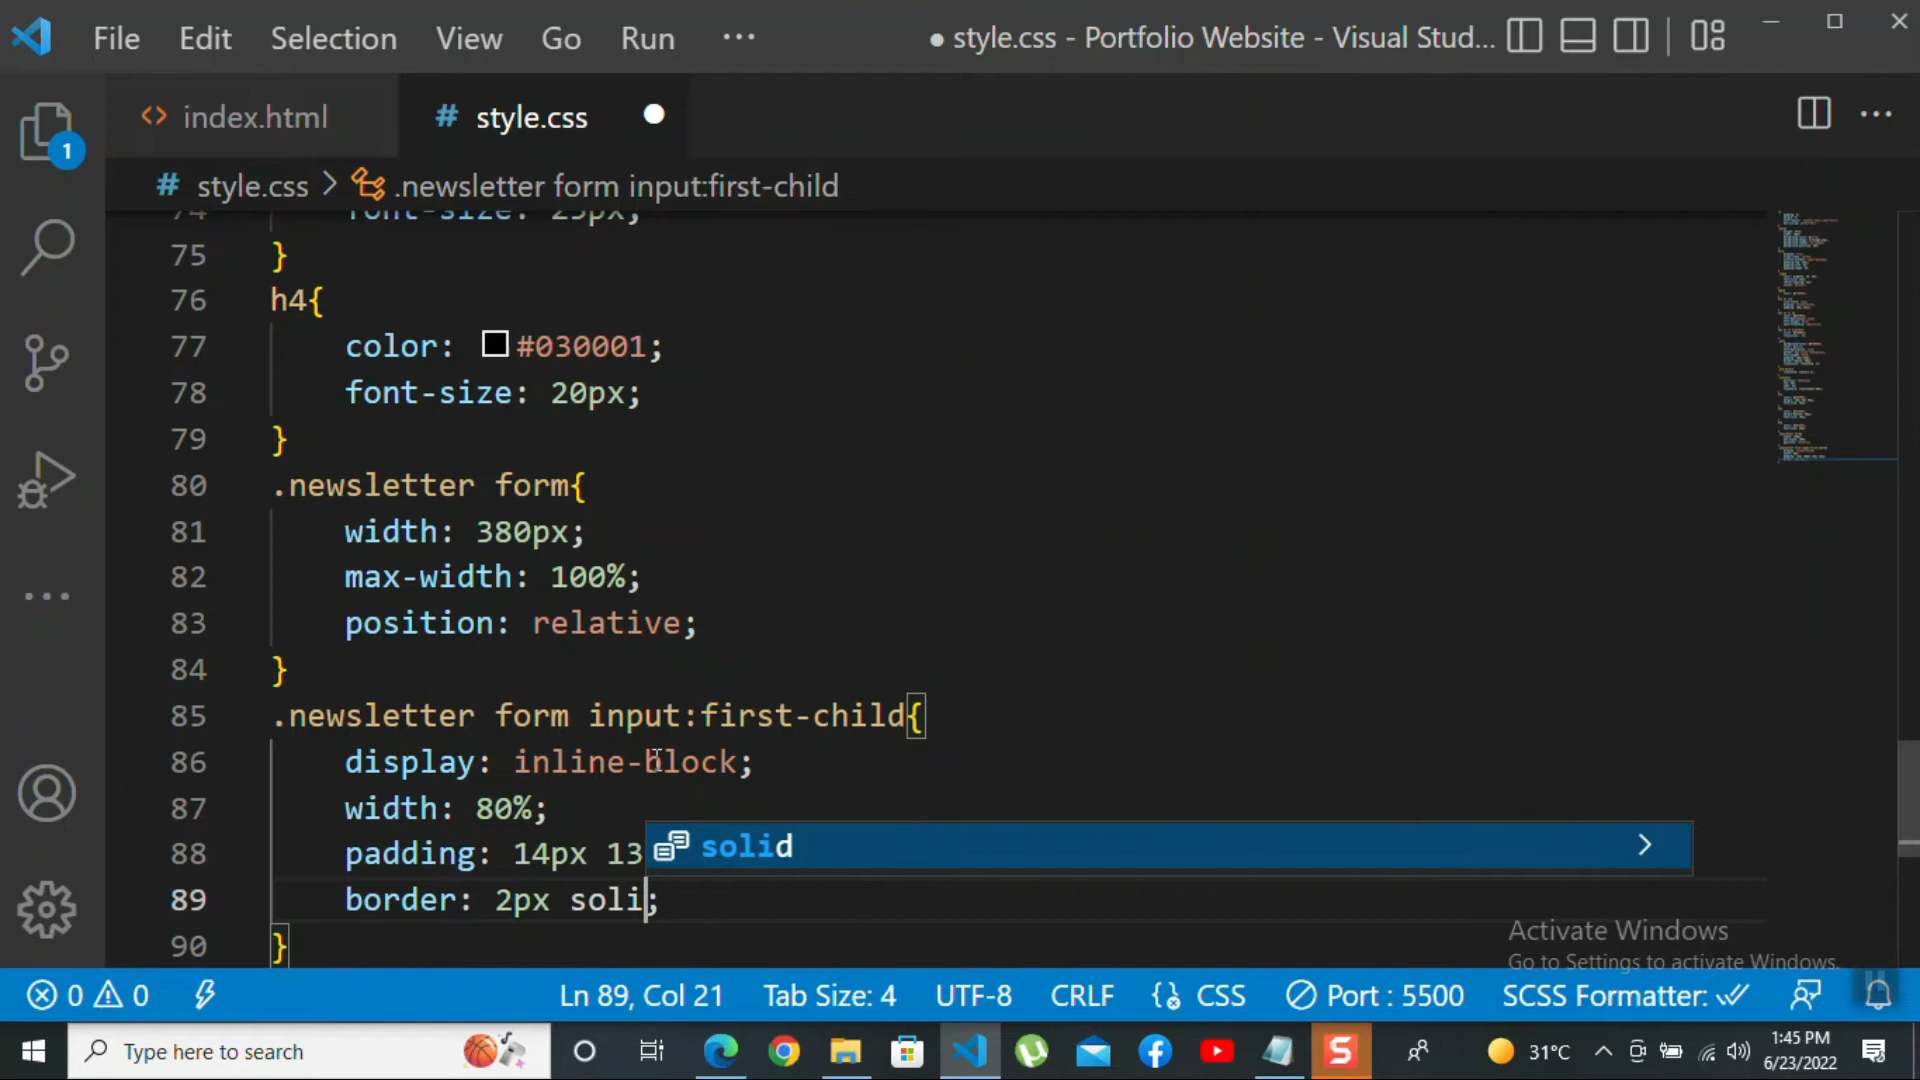 File Edit Selection View Go Run ··· ● style.css - Portfolio Website - Visual Stud...
index.html # style.css
# style.css > .newsletter form input:first-child
74 font-size: 25px;
75 }
76 h4{
77 color: #030001;
78 font-size: 20px;
79 }
80 .newsletter form{
81 width: 380px;
82 max-width: 100%;
83 position: relative;
84 }
85 .newsletter form input:first-child{
86 display: inline-block;
87 width: 80%;
88 padding: 14px 13
solid
89 border: 2px soli;
90 }
1
Activate Windows
Go to Settings to activate Windows.
0 0 Ln 89, Col 21 Tab Size: 4 UTF-8 CRLF CSS Port : 5500 SCSS Formatter:
Type here to search
31°C
1:45 PM
6/23/2022